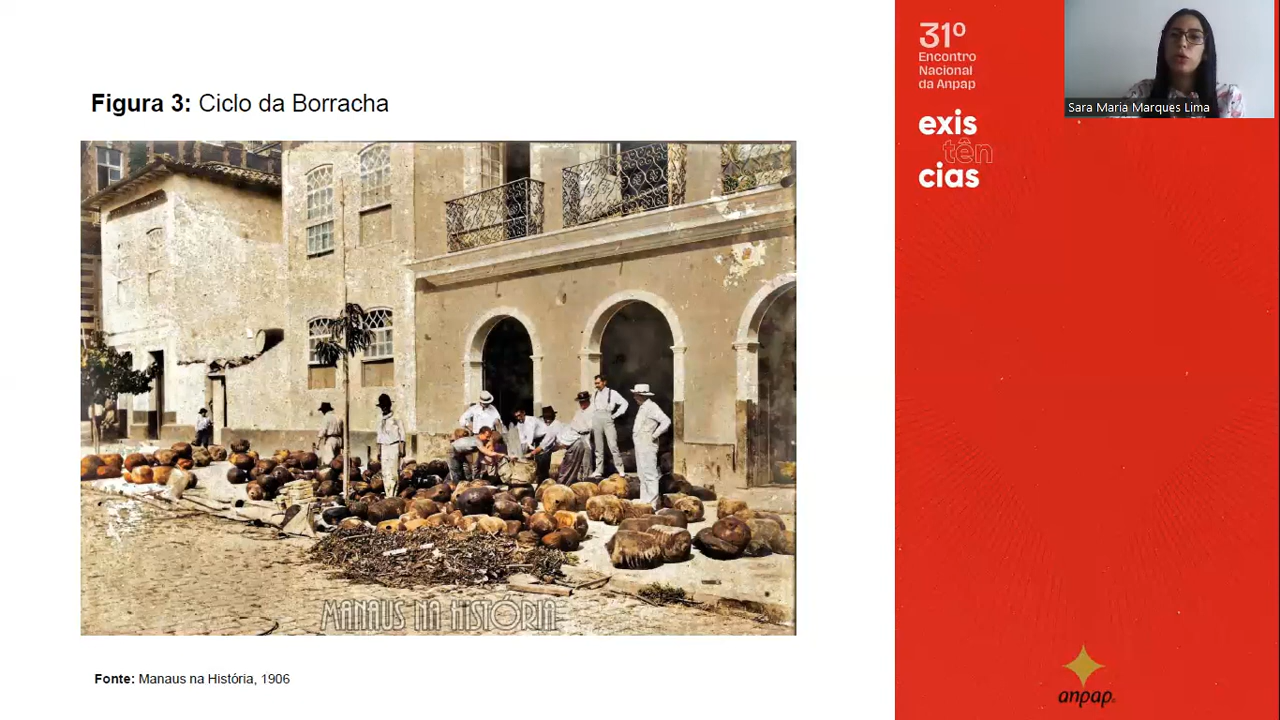 Figura 3: Ciclo da Borracha
MANAUS NA HISTÓRIA
Fonte: Manaus na História, 1906
31º
Encontro
Nacional
da Anpap
exis
tên
cias
Sara Maria Marques Lima
anpap